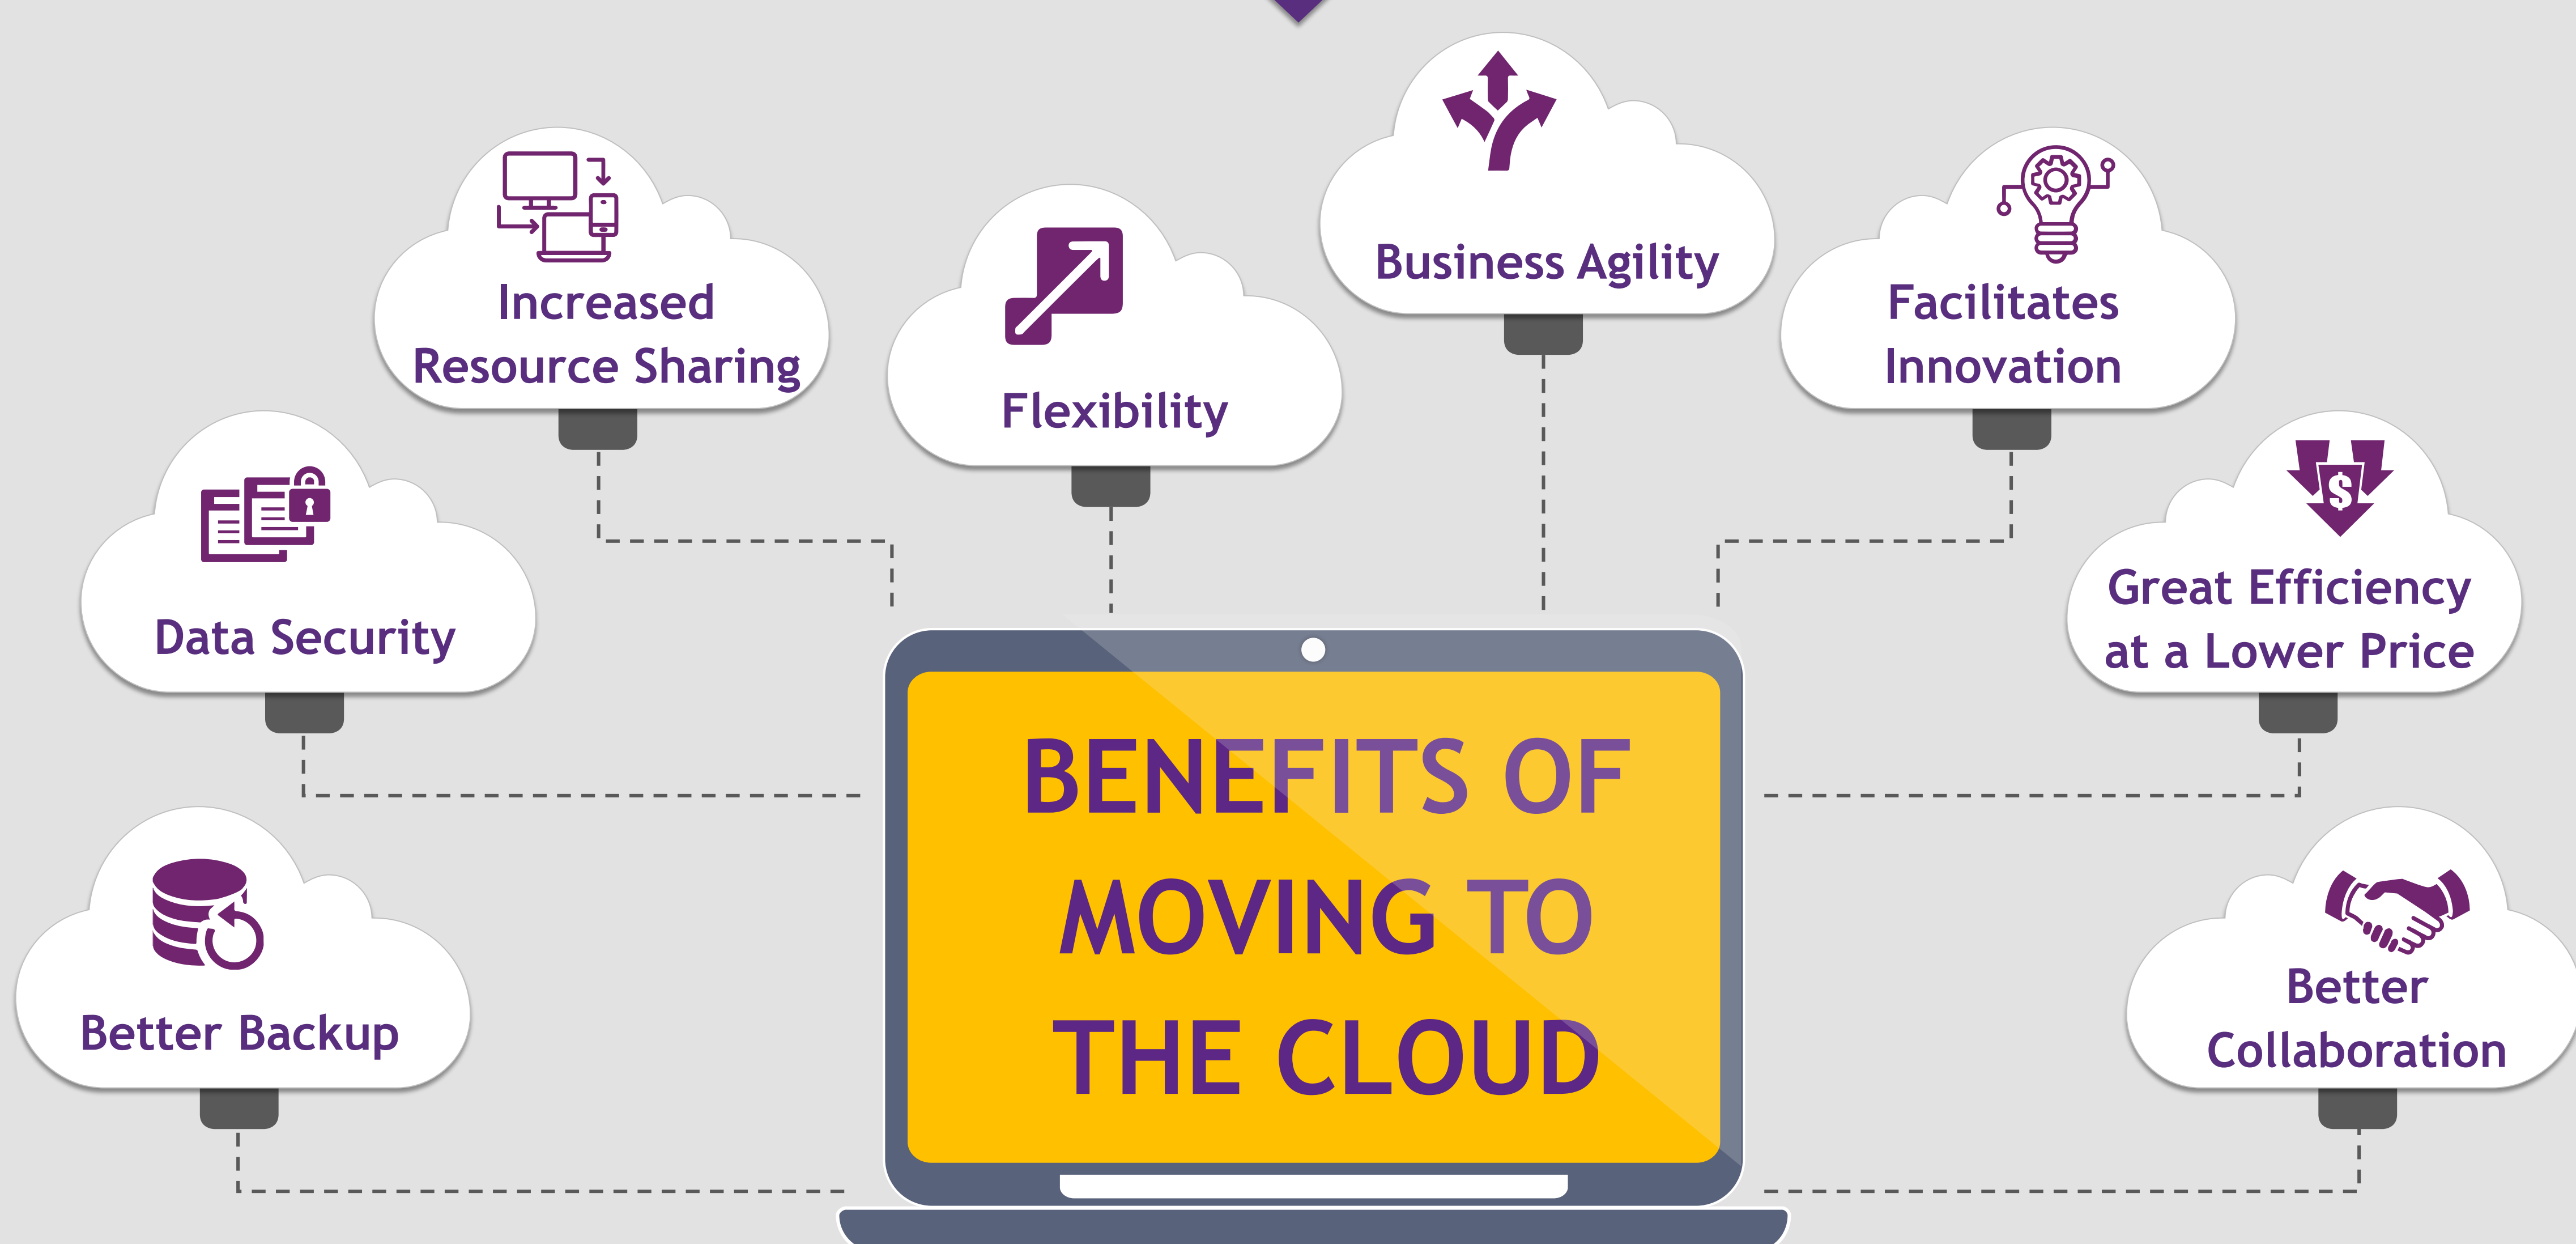 Business Agility
Increased
Resource Sharing
Facilitates
Innovation
Flexibility
Data Security
Great Efficiency
at a Lower Price
$
BENEFITS OF
MOVING TO
THE CLOUD
Better Backup
Better
Collaboration